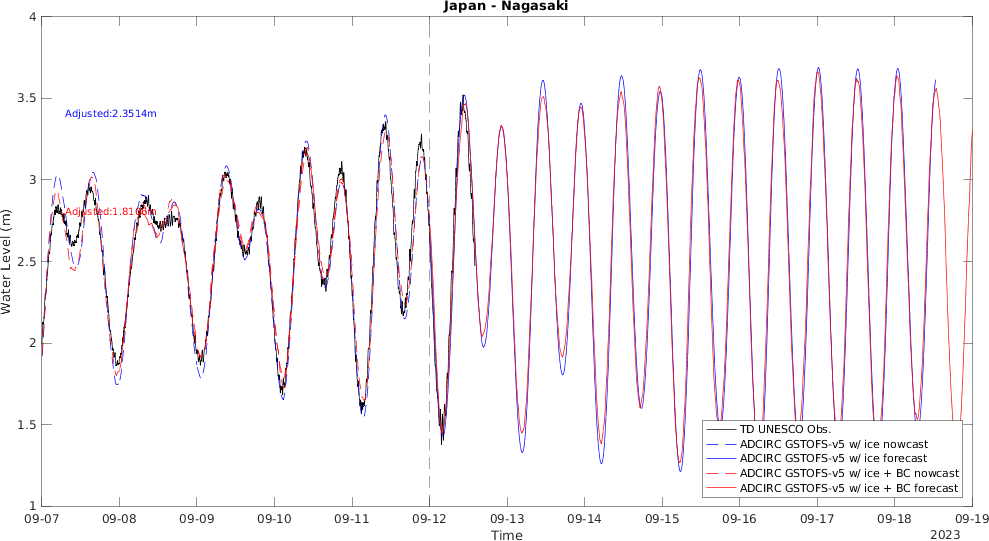 Japan - Nagasaki
Water Level (m)
4
3.5
3
2.5
2
1.5
1
Adjusted:2.3514m
TD UNESCO Obs.
ADCIRC GSTOFS-v5 w/ ice nowcast
ADCIRC GSTOFS-v5 w/ ice forecast
ADCIRC GSTOFS-v5 w/ ice + BC nowcast
ADCIRC GSTOFS-v5 w/ ice + BC forecast
09-07 09-08 09-09 09-10 09-11 09-12 09-13 09-14 09-15 09-16 09-17 09-18 09-19
Time
2023